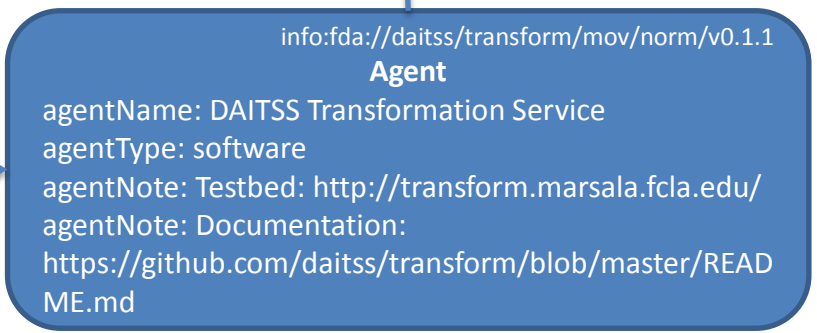 info:fda://daitss/transform/mov/norm/v0.1.1
Agent
agentName: DAITSS Transformation Service
agentType: software
agentNote: Testbed: http://transform.marsala.fcla.edu/
agentNote: Documentation:
https://github.com/daitss/transform/blob/master/READ
ME.md